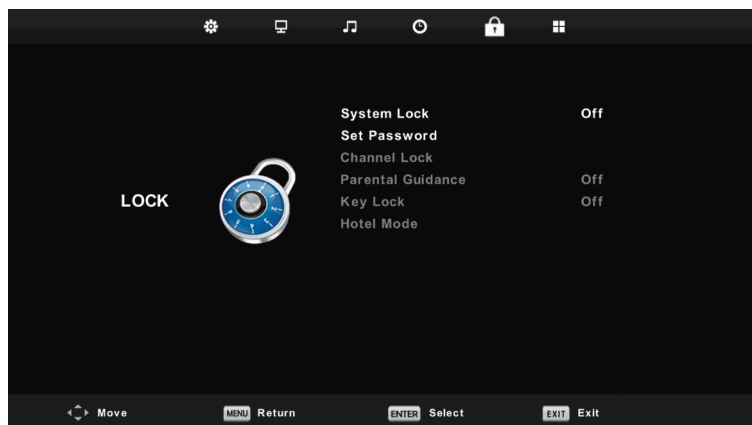 System Lock Off
Set Password
Channel Lock
Parental Guidance Off
LOCK
Key Lock Off
Hotel Mode
Move MENU Return ENTER Select EXIT Exit